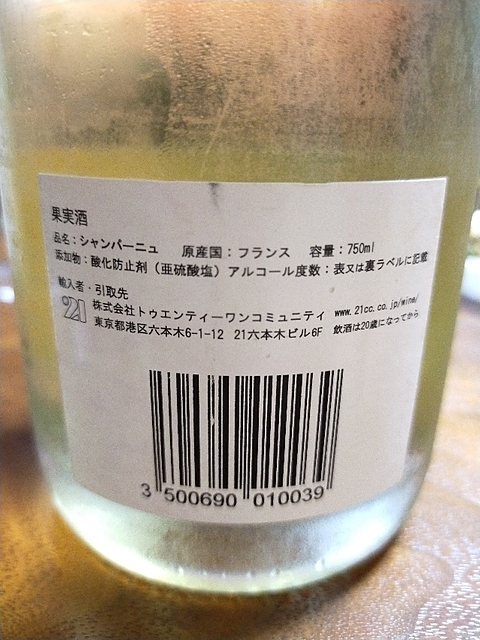 果実酒
品名：シャンパーニュ　原産国：フランス　容量：750ml
添加物：酸化防止剤（亜硫酸塩）アルコール度数：表又は裏ラベルに記載
輸入者・引取先
21 株式会社トゥエンティーワンコミュニティ www.21cc.co.jp/wine/
東京都港区六本木6-1-12 21六本木ビル6F 飲酒は20歳になってから
3 500690 010039